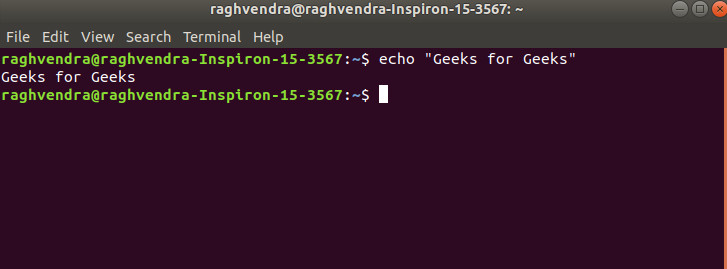 raghvendra@raghvendra-Inspiron-15-3567: ~
File Edit View Search Terminal Help
raghvendra@raghvendra-Inspiron-15-3567:~$ echo "Geeks for Geeks"
Geeks for Geeks
raghvendra@raghvendra-Inspiron-15-3567:~$